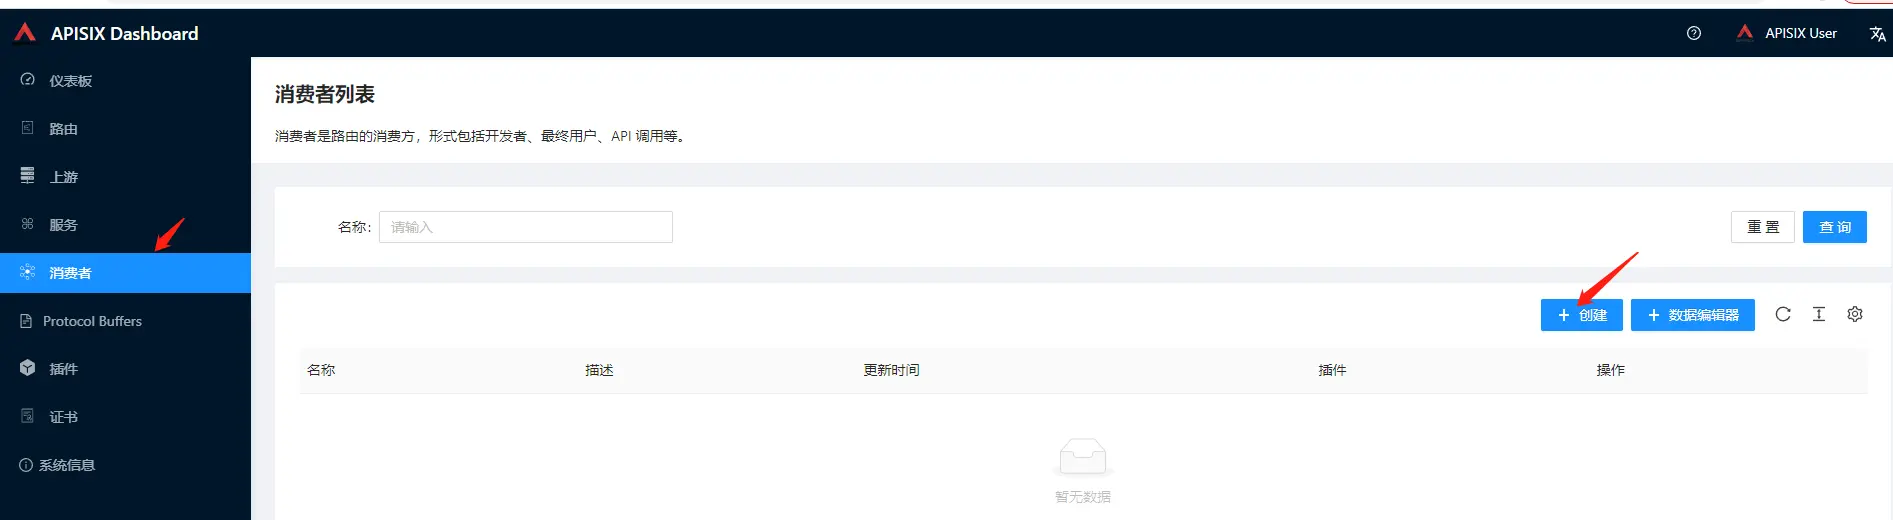 APISIX Dashboard
APISIX User
仪表板
路由
上游
服务
消费者
Protocol Buffers
插件
证书
系统信息
消费者列表
消费者是路由的消费方，形式包括开发者、最终用户、API 调用等。
名称: 请输入
重置 查询
+ 创建 + 数据编辑器
名称 描述 更新时间 插件 操作
暂无数据